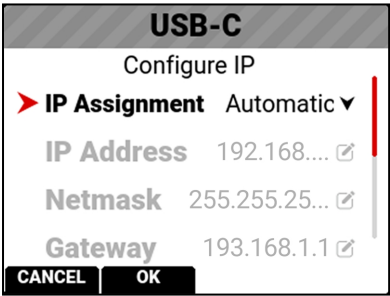 USB-C
Configure IP
IP Assignment Automatic
IP Address 192.168....
Netmask 255.255.25...
Gateway 193.168.1.1
CANCEL OK